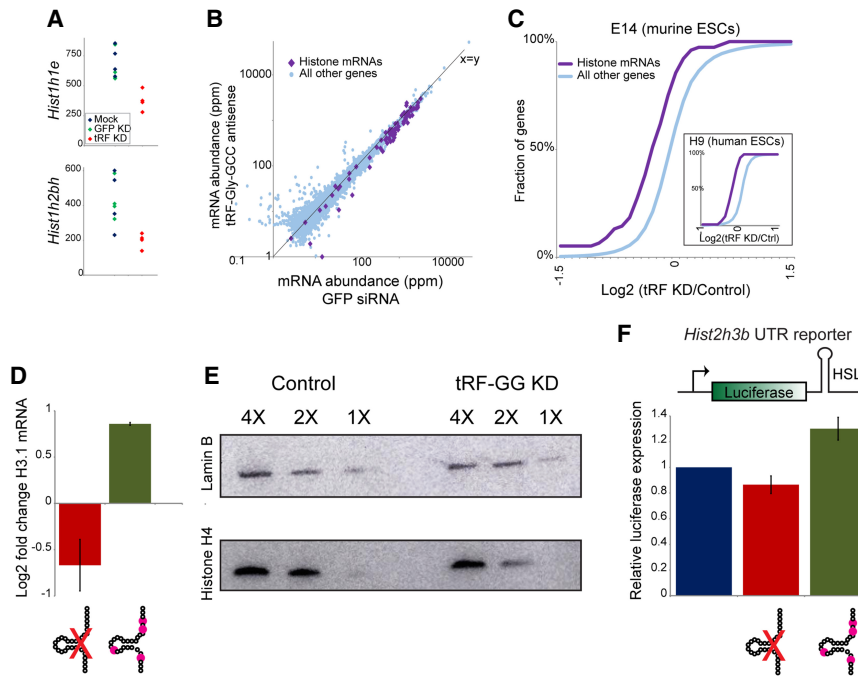 A
Hist1h1e
750
500
250
0
Mock
GFP KD
tRF KD
Hist1h2bh
600
400
200
0
B
mRNA abundance (ppm)
tRF-Gly-GCC antisense
10000
100
1
0.1
100
10000
Histone mRNAs
All other genes
x=y
mRNA abundance (ppm)
GFP siRNA
C
E14 (murine ESCs)
Fraction of genes
100%
50%
0%
Histone mRNAs
All other genes
-1.5
0
1.5
Log2 (tRF KD/Control)
H9 (human ESCs)
100%
50%
1
0
1
Log2(tRF KD/Ctrl)
D
Log2 fold change H3.1 mRNA
1
0.5
0
-0.5
-1
X
E
Control
tRF-GG KD
4X 2X 1X
4X 2X 1X
Lamin B
Histone H4
F
Hist2h3b UTR reporter
Luciferase
HSL
Relative luciferase expression
1.4
1.2
1
0.8
0.6
0.4
0.2
0
X